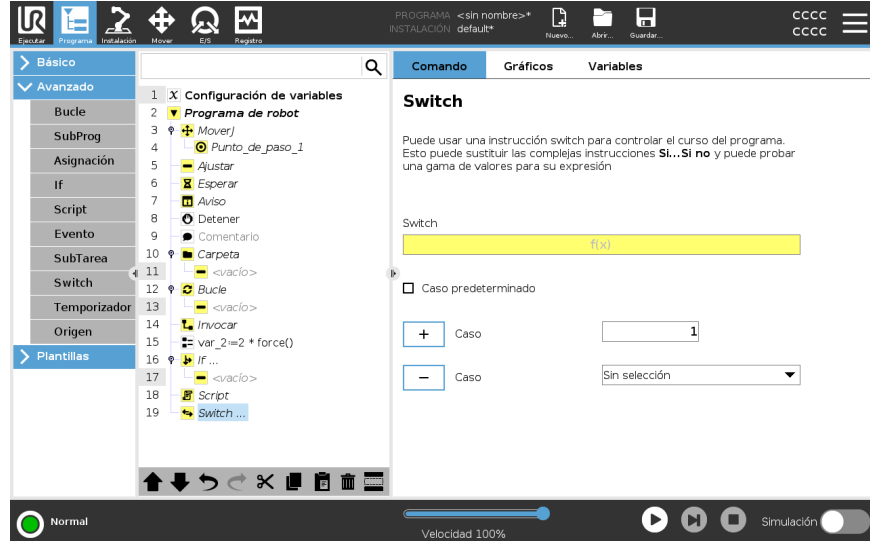 PROGRAMA <sin nombre>*
INSTALACIÓN default*
CCCC
CCCC
UR
Ejecutar
Programa
Instalación
Mover
E/S
Registro
Nuevo...
Abrir...
Guardar...
Básico
Avanzado
Bucle
SubProg
Asignación
If
Script
Evento
SubTarea
Switch
Temporizador
Origen
Plantillas
1 X Configuración de variables
2 Programa de robot
3 MoverJ
4 Punto_de_paso_1
5 Ajustar
6 Esperar
7 Aviso
8 Detener
9 Comentario
10 Carpeta
11 <vacío>
12 Bucle
13 <vacío>
14 Invocar
15 var_2:=2 * force()
16 If ...
17 <vacío>
18 Script
19 Switch ...
Comando Gráficos Variables
Switch
Puede usar una instrucción switch para controlar el curso del programa.
Esto puede sustituir las complejas instrucciones Si...Si no y puede probar
una gama de valores para su expresión
Switch
f(x)
Caso predeterminado
+ Caso 1
− Caso Sin selección
Normal
Velocidad 100%
Simulación